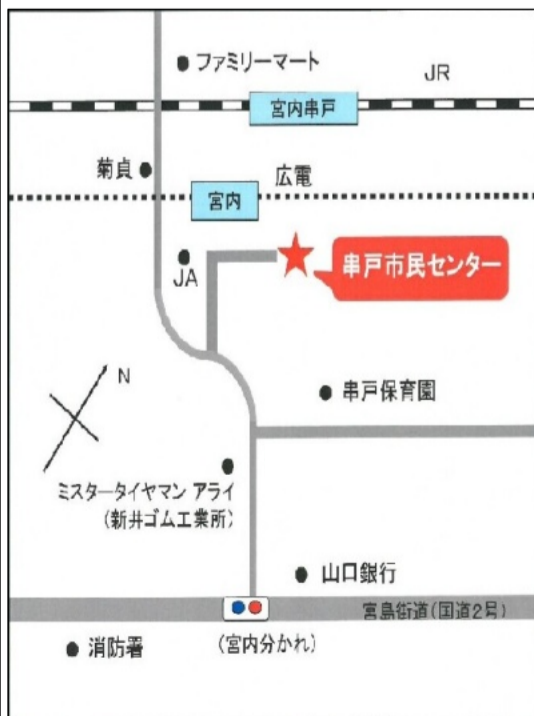 ファミリーマート
JR
宮内串戸
菊貞
広電
宮内
JA
串戸市民センター
N
串戸保育園
ミスタータイヤマン アライ
(新井ゴム工業所)
山口銀行
宮島街道(国道2号)
消防署
(宮内分かれ)